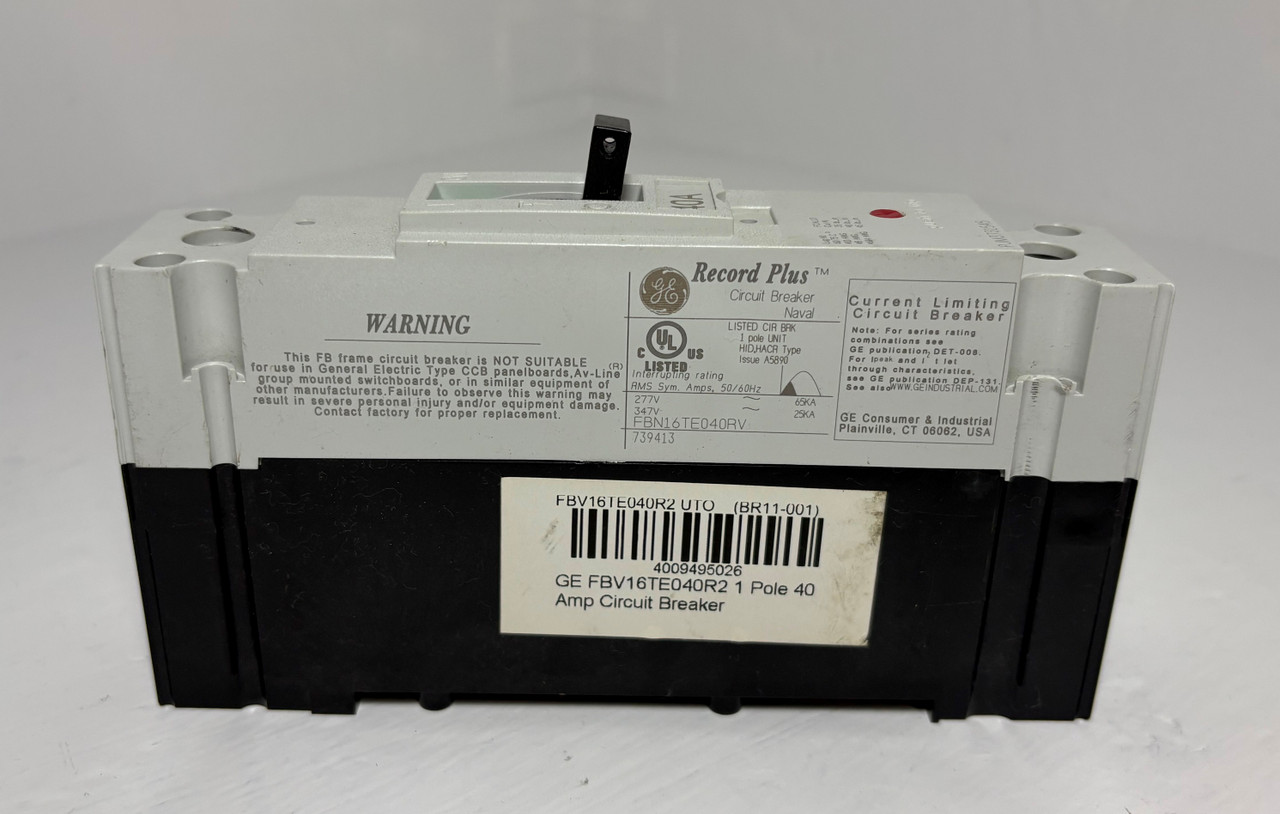 40A
WARNING
This FB frame circuit breaker is NOT SUITABLE
for use in General Electric Type CCB panelboards, Av-Line (R)
group mounted switchboards, or in similar equipment of
other manufacturers. Failure to observe this warning may
result in severe personal injury and/or equipment damage.
Contact factory for proper replacement.
GE
Record Plus™
Circuit Breaker
Naval
C UL US
LISTED
LISTED CIR BRK
1 pole UNIT
HID,HACR Type
Issue A5890
Interrupting rating
RMS Sym. Amps, 50/60Hz
277V ~ 65KA
347V ~ 25KA
FBN16TE040RV
739413
Current Limiting
Circuit Breaker
Note: For series rating
combinations see
GE publication; DET-008.
For Ipeak and i t let
through characteristics,
see GE publication DEP-131.
See also WWW.GEINDUSTRIAL.COM
GE Consumer & Industrial
Plainville, CT 06062, USA
FBV16TE040R2 UTO (BR11-001)
4009495026
GE FBV16TE040R2 1 Pole 40
Amp Circuit Breaker